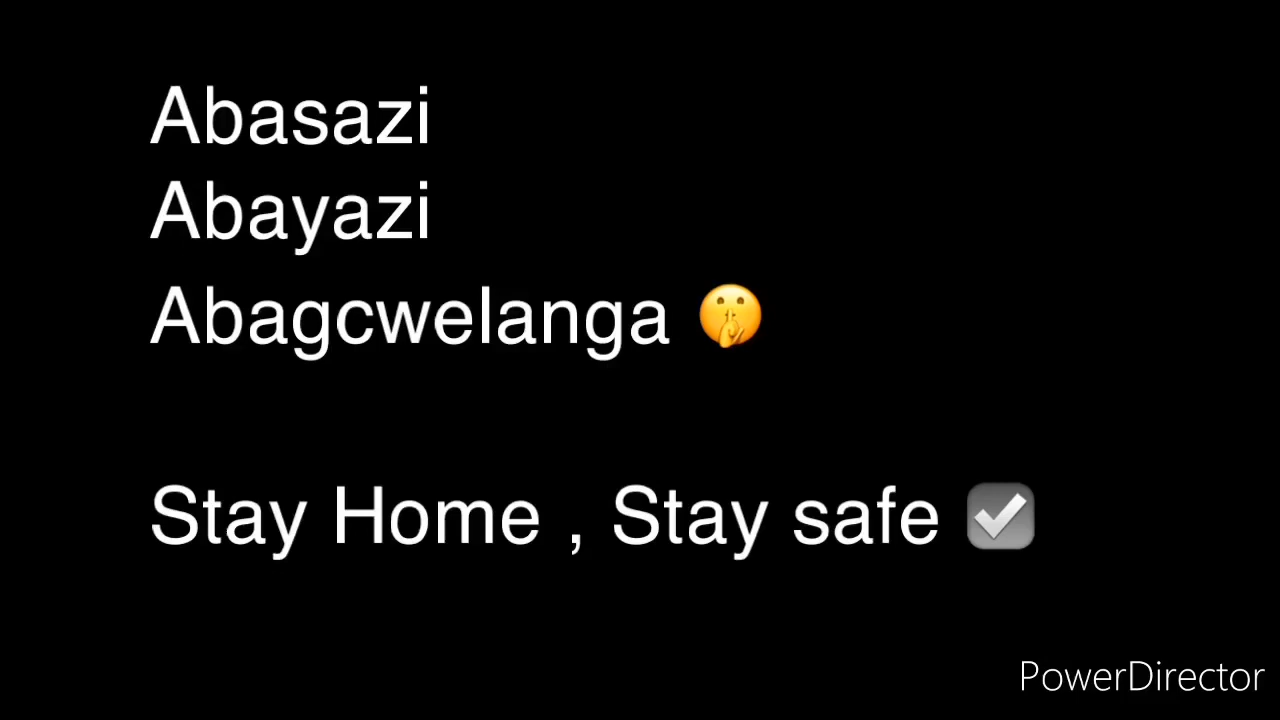 Abasazi
Abayazi
Abagcwelanga 🤫
Stay Home , Stay safe ☑️
PowerDirector